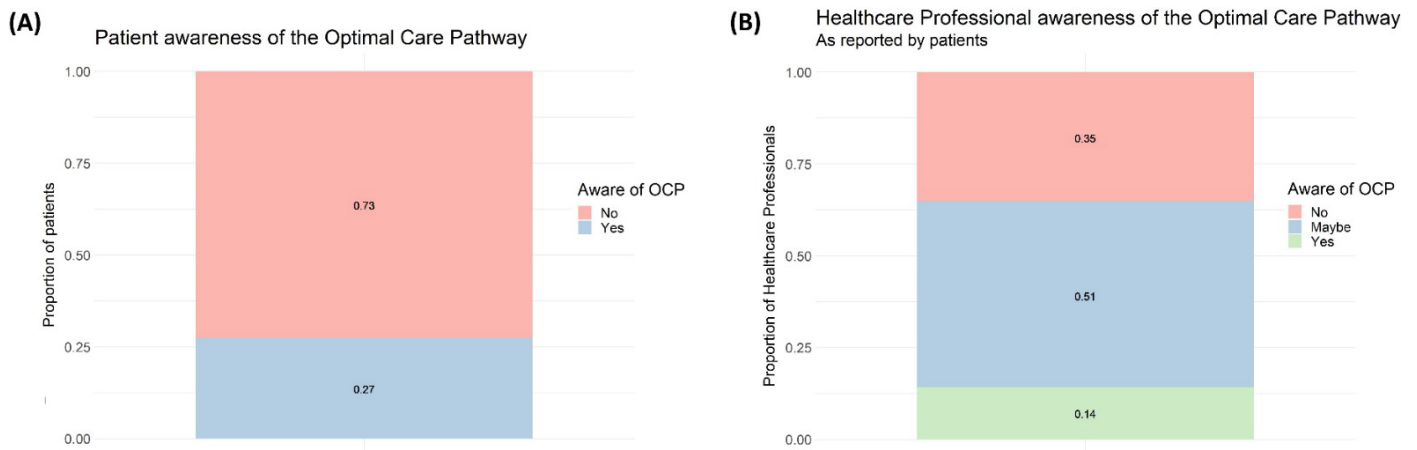 (A)
Patient awareness of the Optimal Care Pathway
1.00
0.75
0.50
0.25
0.00
Proportion of patients
0.73
0.27
Aware of OCP
No
Yes
(B)
Healthcare Professional awareness of the Optimal Care Pathway
As reported by patients
1.00
0.75
0.50
0.25
0.00
Proportion of Healthcare Professionals
0.35
0.51
0.14
Aware of OCP
No
Maybe
Yes